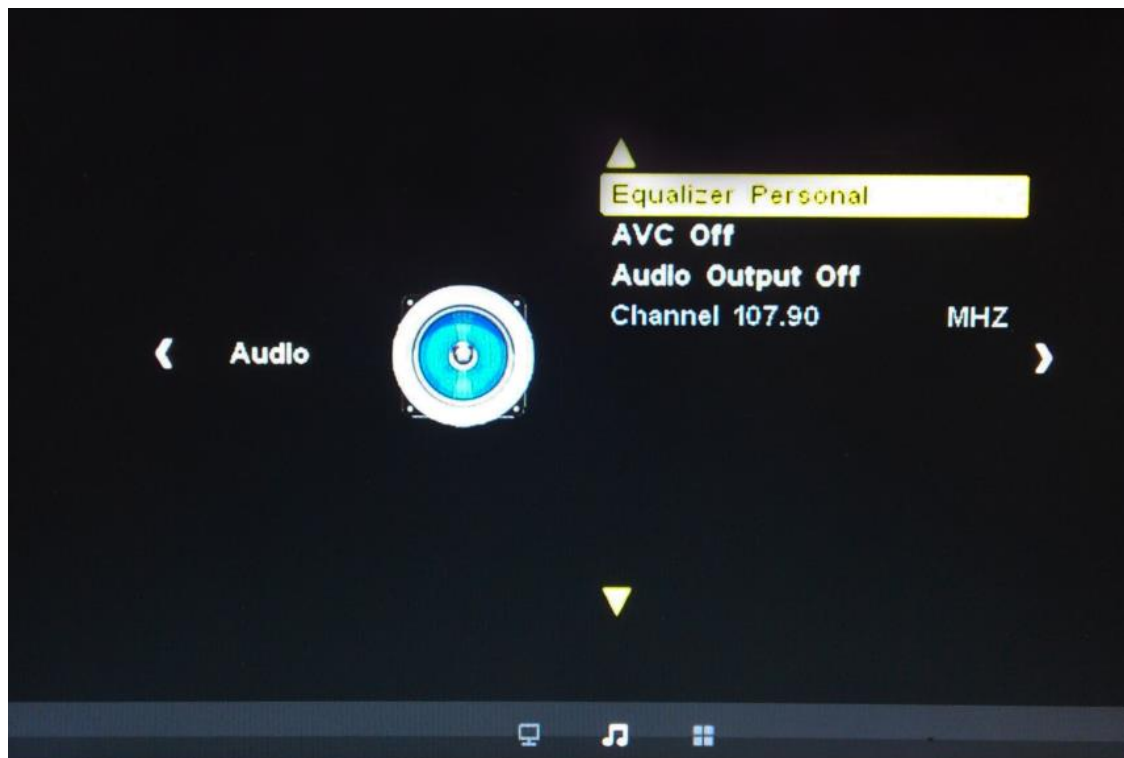 Equalizer Personal
AVC Off
Audio Output Off
Channel 107.90 MHZ
Audio